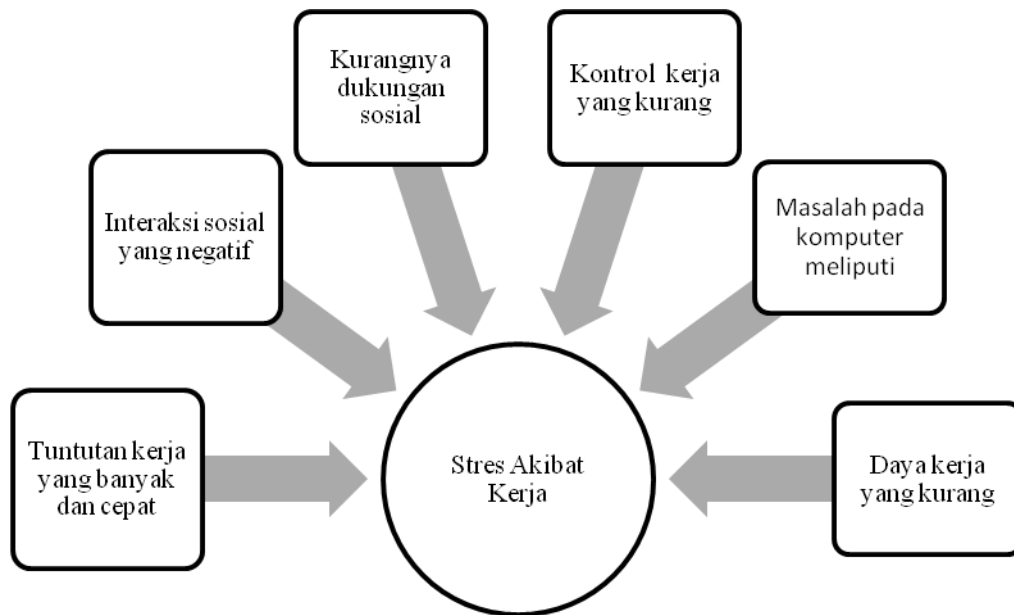 Kurangnya
dukungan
sosial
Kontrol kerja
yang kurang
Interaksi sosial
yang negatif
Masalah pada
komputer
meliputi
Tuntutan kerja
yang banyak
dan cepat
Stres Akibat
Kerja
Daya kerja
yang kurang